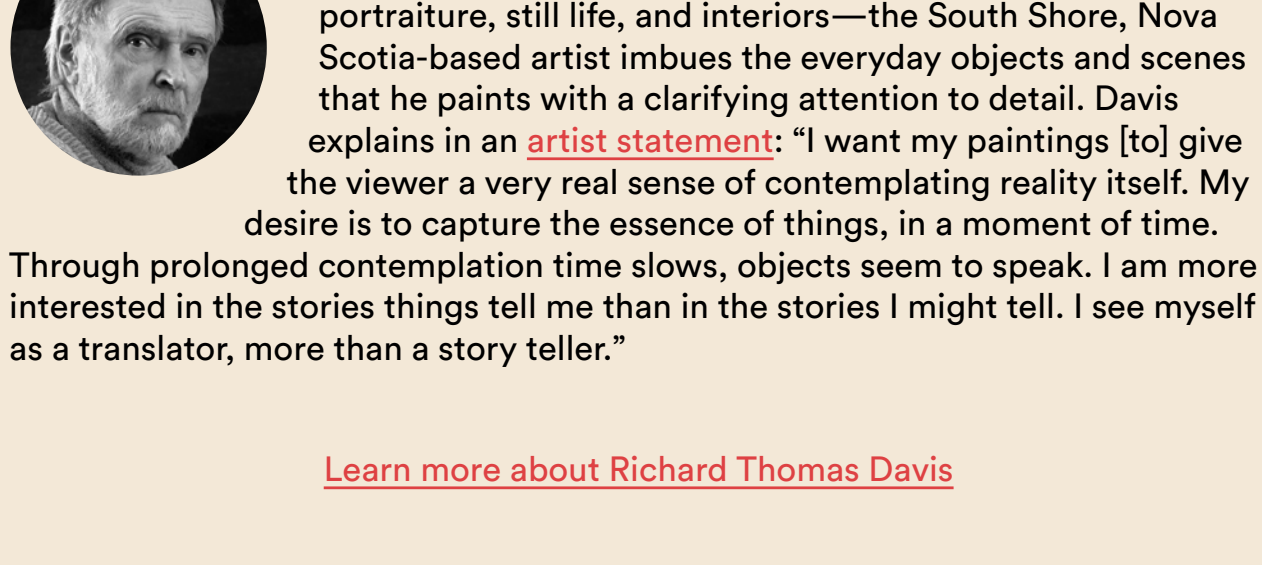 portraiture, still life, and interiors—the South Shore, Nova
Scotia-based artist imbues the everyday objects and scenes
that he paints with a clarifying attention to detail. Davis
explains in an artist statement: “I want my paintings [to] give
the viewer a very real sense of contemplating reality itself. My
desire is to capture the essence of things, in a moment of time.
Through prolonged contemplation time slows, objects seem to speak. I am more
interested in the stories things tell me than in the stories I might tell. I see myself
as a translator, more than a story teller.”
Learn more about Richard Thomas Davis